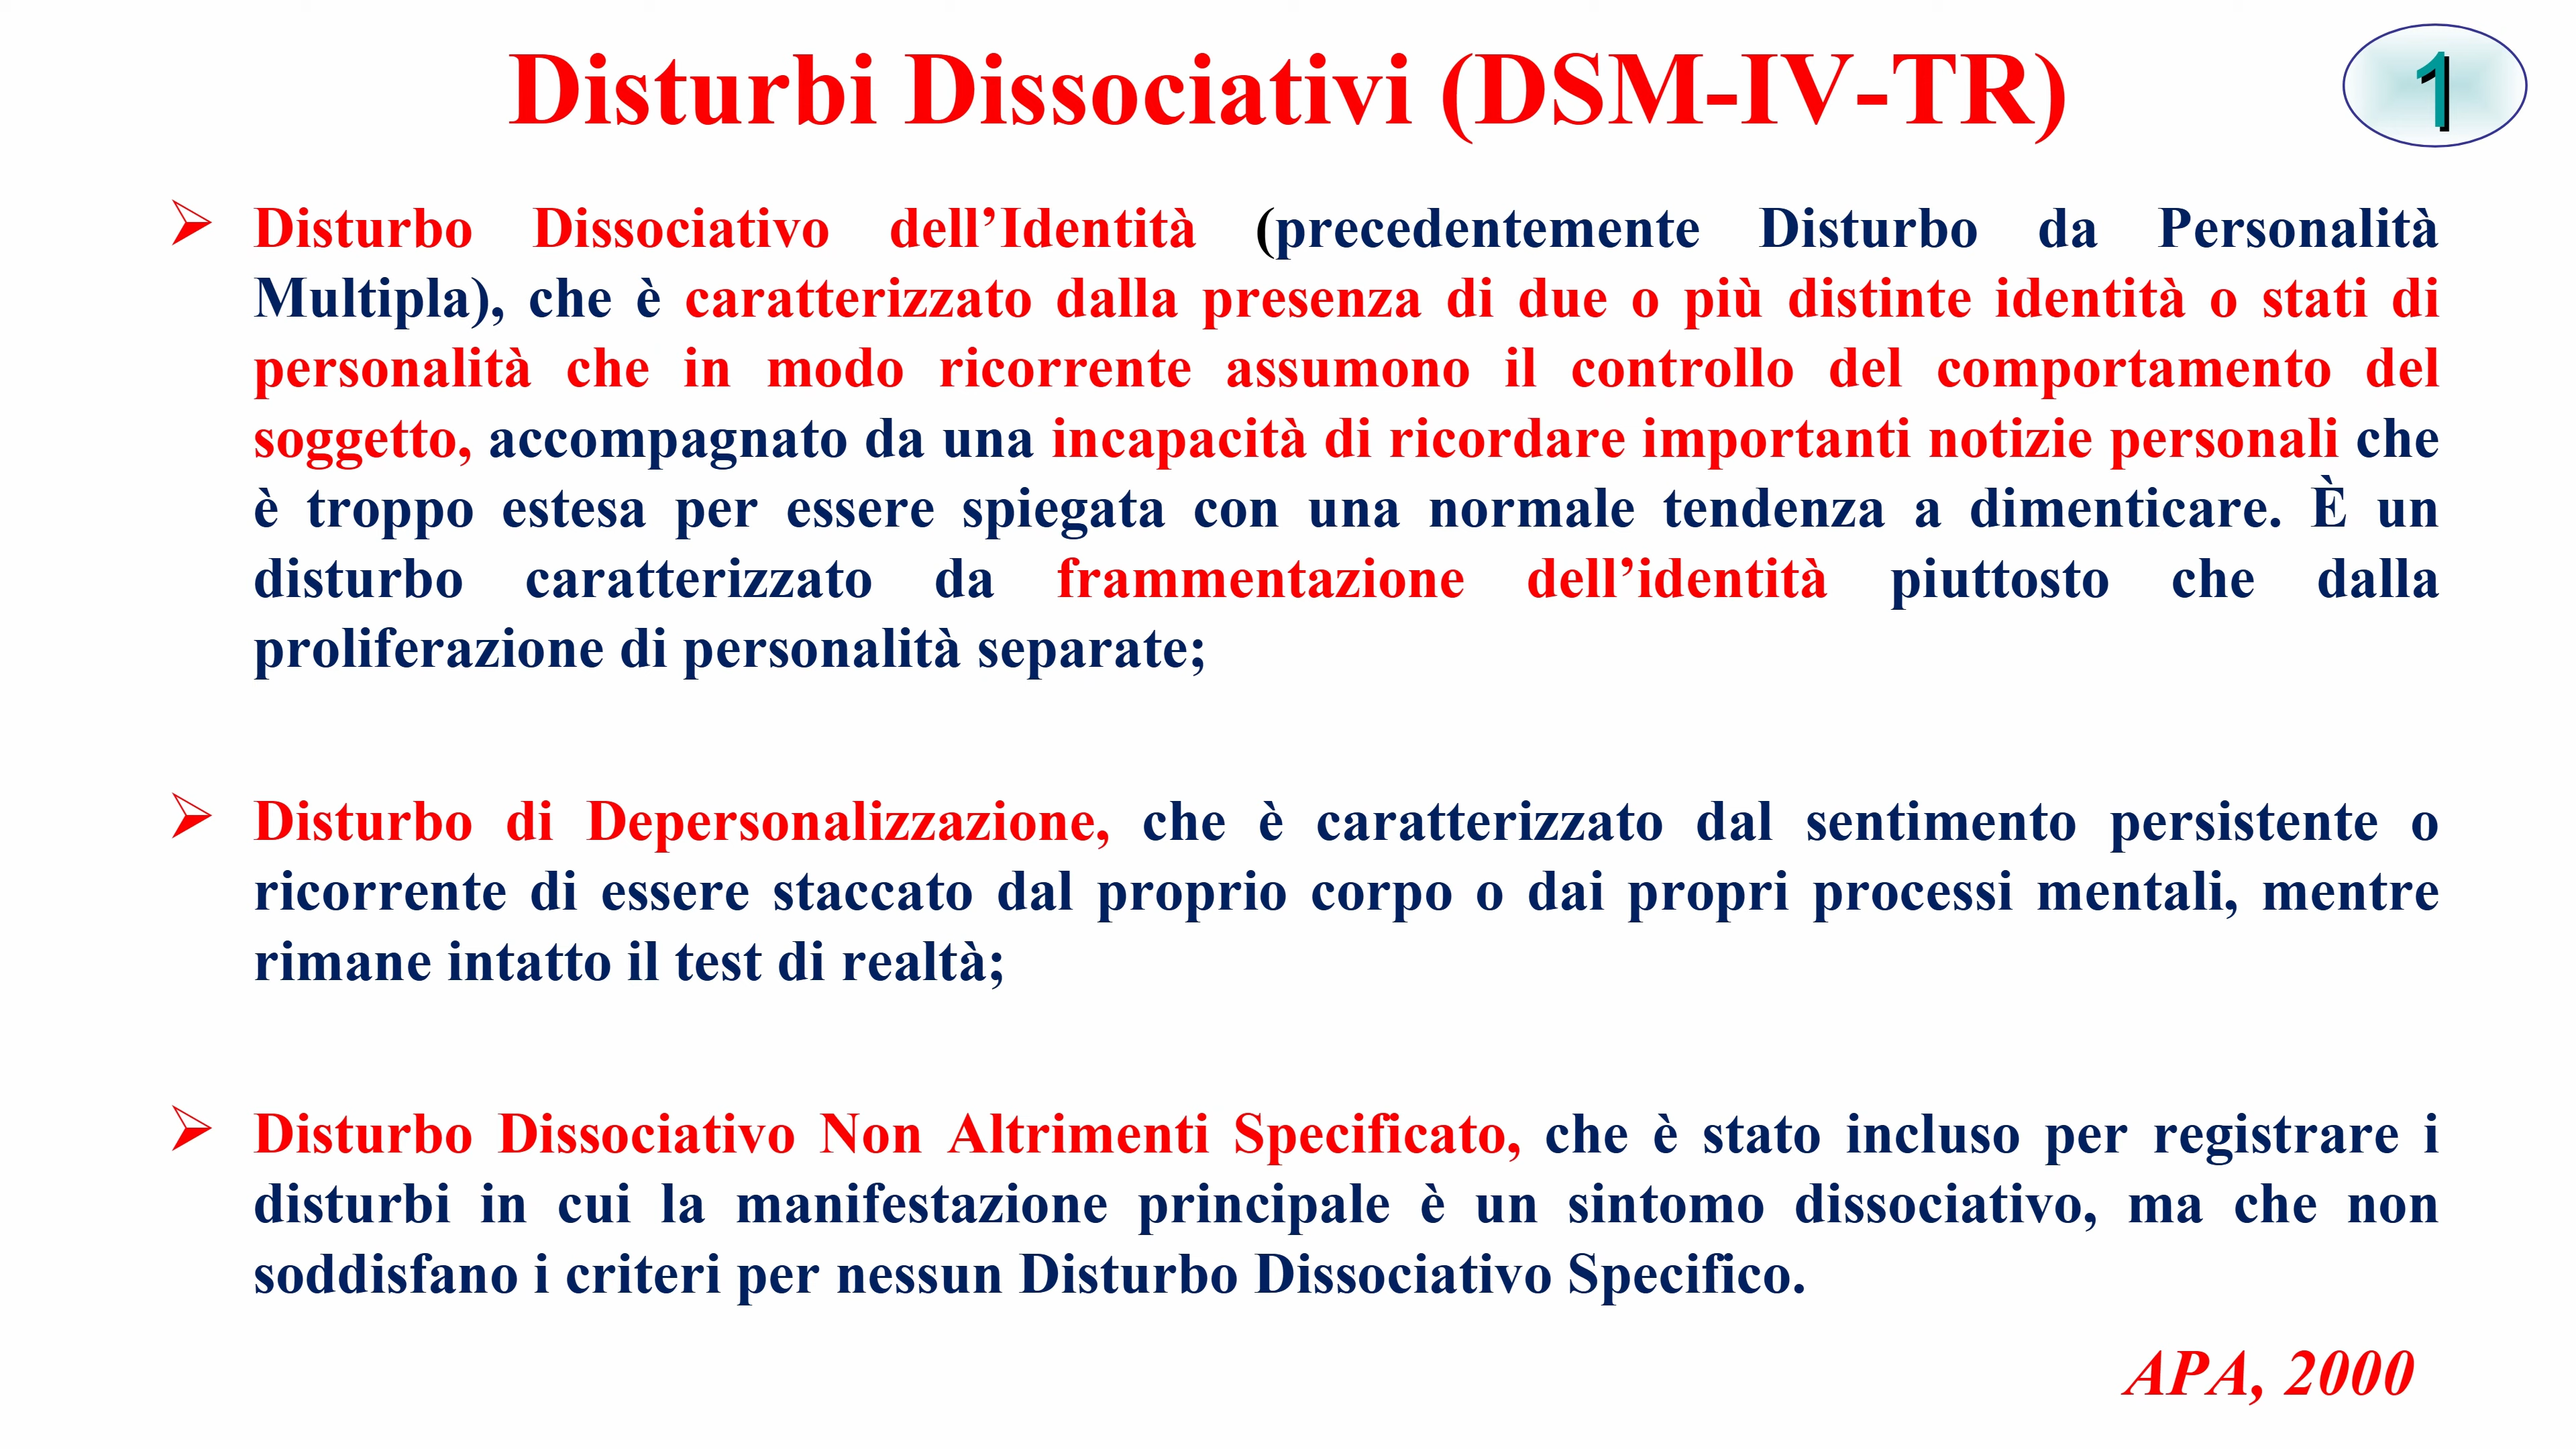 Disturbi Dissociativi (DSM-IV-TR)
1
Disturbo Dissociativo dell’Identità (precedentemente Disturbo da Personalità
Multipla), che è caratterizzato dalla presenza di due o più distinte identità o stati di
personalità che in modo ricorrente assumono il controllo del comportamento del
soggetto, accompagnato da una incapacità di ricordare importanti notizie personali che
è troppo estesa per essere spiegata con una normale tendenza a dimenticare. È un
disturbo caratterizzato da frammentazione dell’identità piuttosto che dalla
proliferazione di personalità separate;
Disturbo di Depersonalizzazione, che è caratterizzato dal sentimento persistente o
ricorrente di essere staccato dal proprio corpo o dai propri processi mentali, mentre
rimane intatto il test di realtà;
Disturbo Dissociativo Non Altrimenti Specificato, che è stato incluso per registrare i
disturbi in cui la manifestazione principale è un sintomo dissociativo, ma che non
soddisfano i criteri per nessun Disturbo Dissociativo Specifico.
APA, 2000